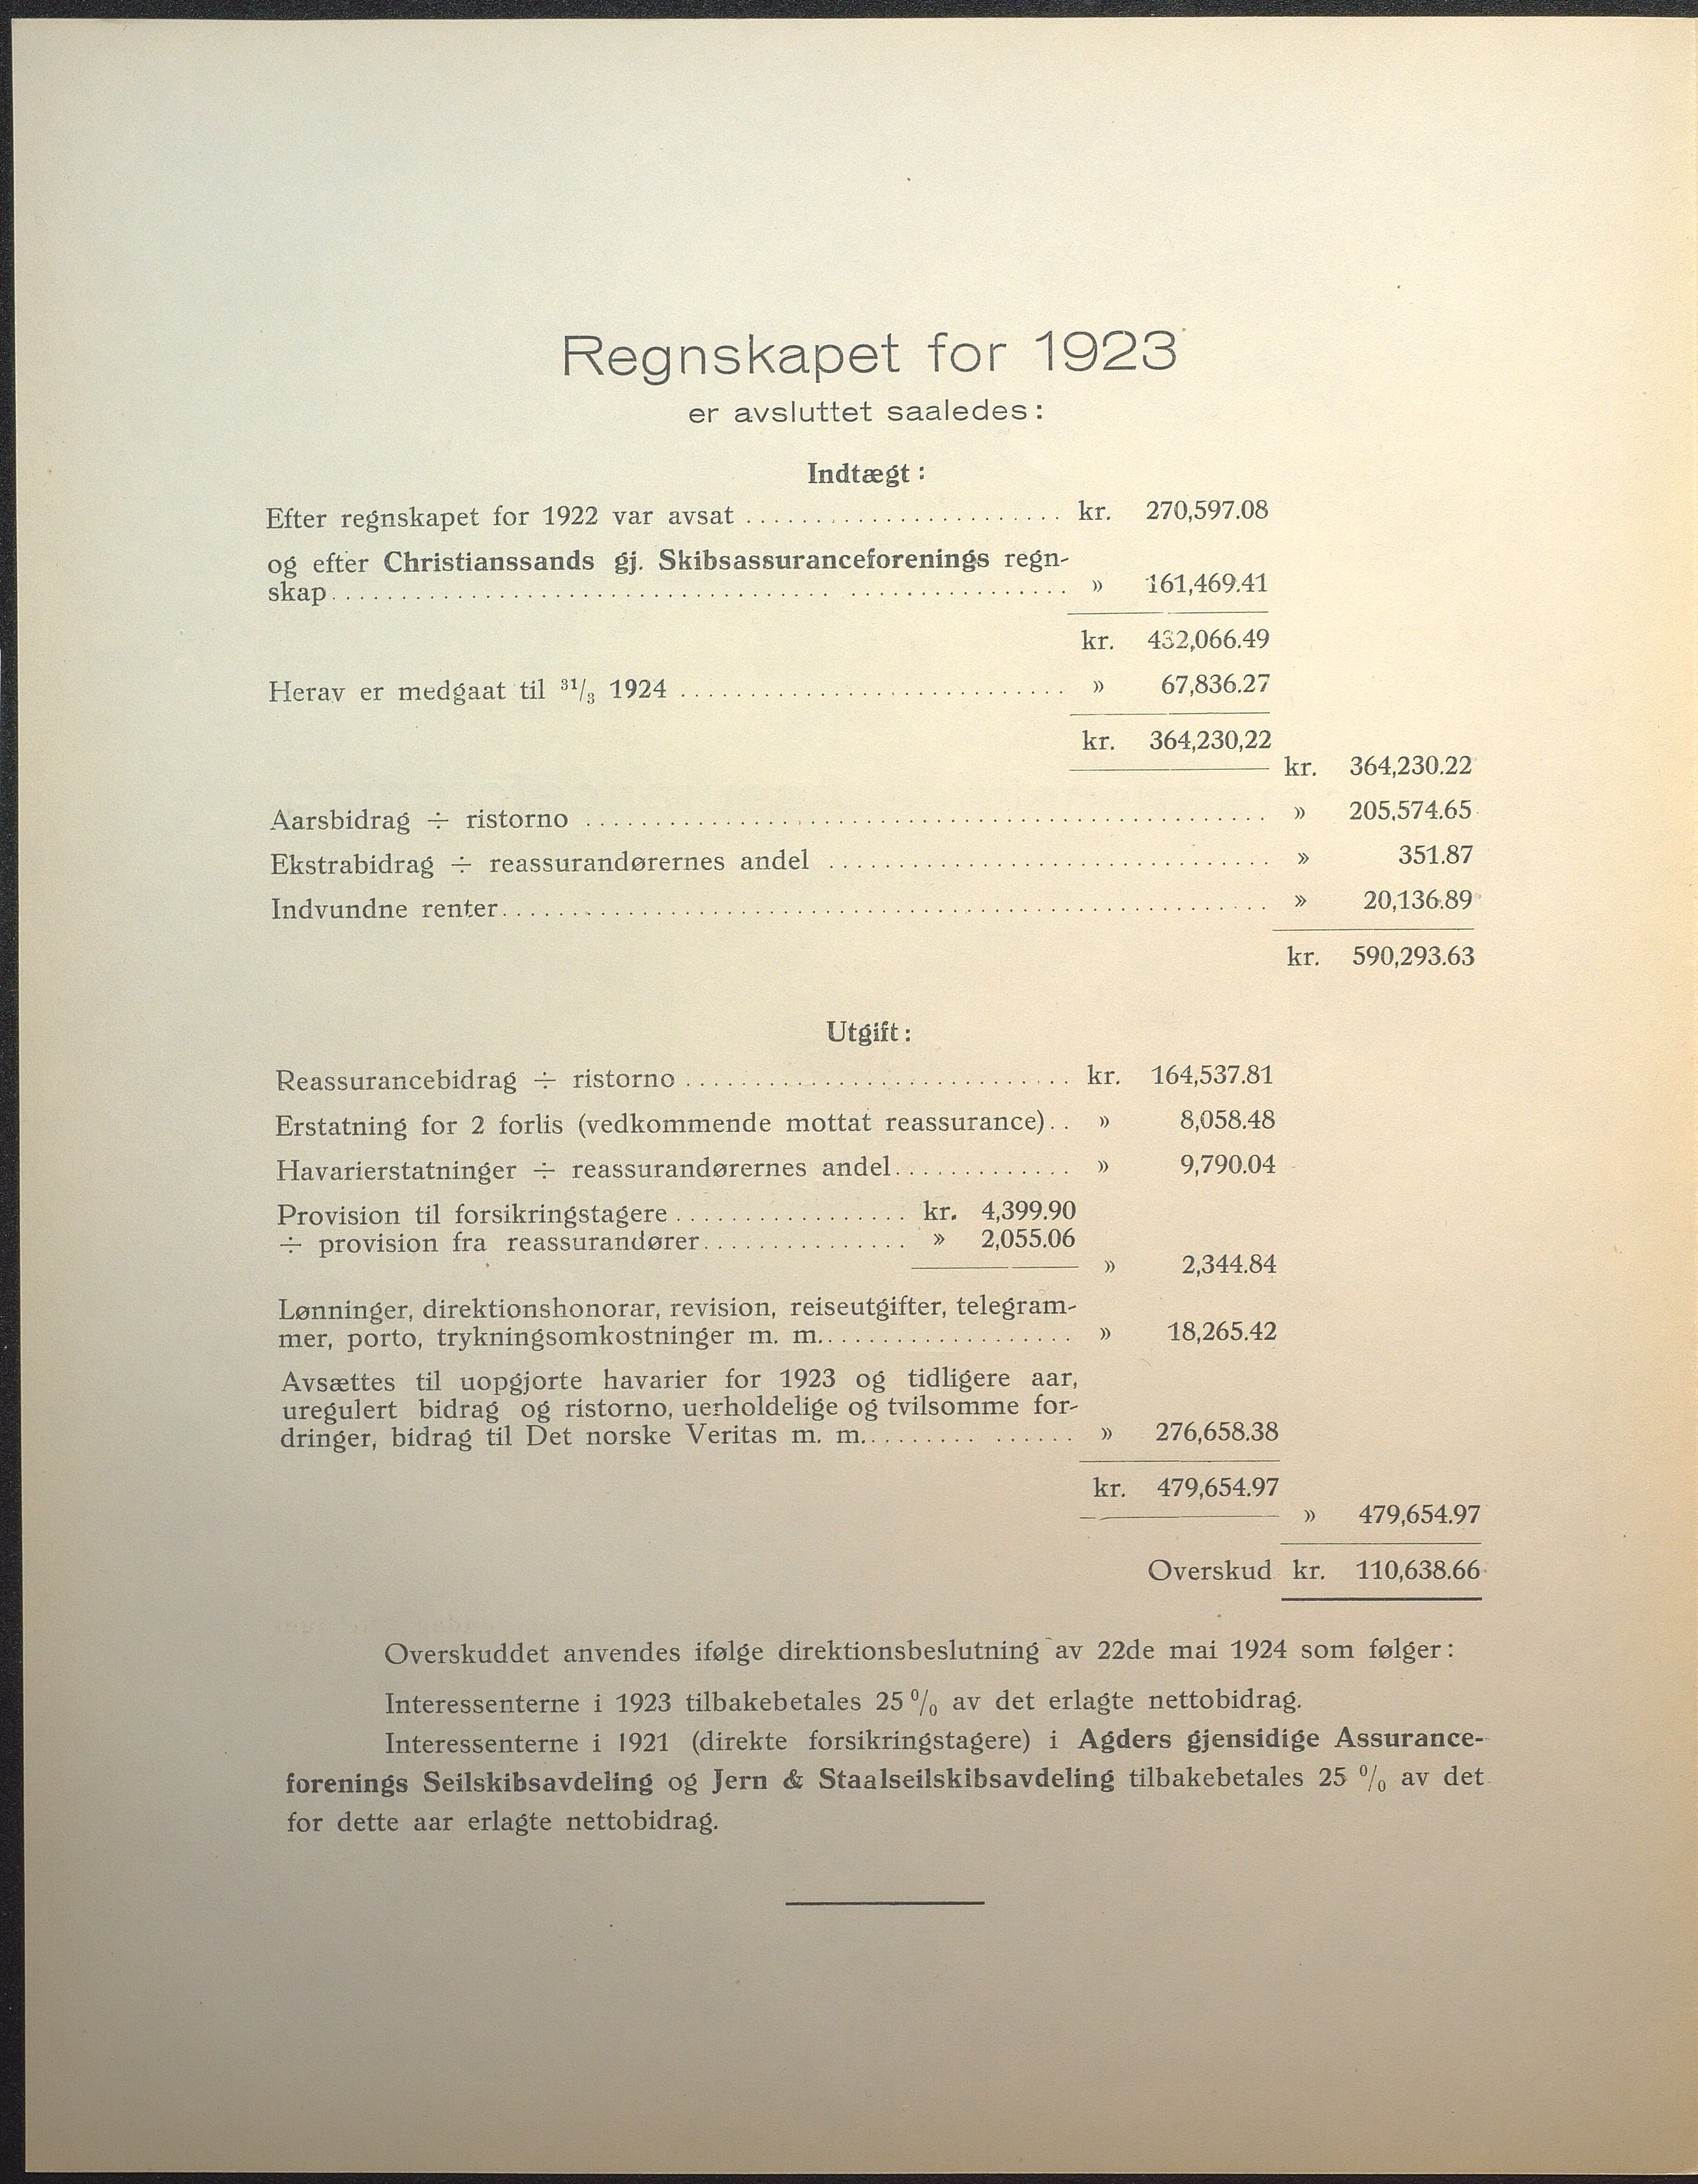 Regnskapet for 1923
er avsluttet saaledes:
Indtægt:
Efter regnskapet for 1922 var avsat ........................ kr. 270,597.08
og efter Christianssands gj. Skibsassuranceforenings regn-
skap..................................................... » 161,469.41
kr. 432,066.49
Herav er medgaat til 31/3 1924 ............................. » 67,836.27
kr. 364,230,22
kr. 364,230.22
Aarsbidrag ÷ ristorno .................................................. » 205,574.65
Ekstrabidrag ÷ reassurandørernes andel ................................ » 351.87
Indvundne renter........................................................ » 20,136.89
kr. 590,293.63
Utgift:
Reassurancebidrag ÷ ristorno ............................ kr. 164,537.81
Erstatning for 2 forlis (vedkommende mottat reassurance).. » 8,058.48
Havarierstatninger ÷ reassurandørernes andel............. » 9,790.04
Provision til forsikringstagere ................. kr. 4,399.90
÷ provision fra reassurandører............... » 2,055.06
» 2,344.84
Lønninger, direktionshonorar, revision, reiseutgifter, telegram-
mer, porto, trykningsomkostninger m. m................... » 18,265.42
Avsættes til uopgjorte havarier for 1923 og tidligere aar,
uregulert bidrag og ristorno, uerholdelige og tvilsomme for-
dringer, bidrag til Det norske Veritas m. m......... ...... » 276,658.38
kr. 479,654.97
» 479,654.97
Overskud kr. 110,638.66
Overskuddet anvendes ifølge direktionsbeslutning av 22de mai 1924 som følger:
Interessenterne i 1923 tilbakebetales 25 % av det erlagte nettobidrag.
Interessenterne i 1921 (direkte forsikringstagere) i Agders gjensidige Assurance-
forenings Seilskibsavdeling og Jern & Staalseilskibsavdeling tilbakebetales 25 % av det
for dette aar erlagte nettobidrag.